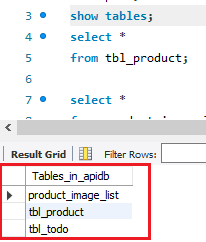 3 show tables;
4 select *
5 from tbl_product;
6
7 select *
Result Grid Filter Rows:
Tables_in_apidb
product_image_list
tbl_product
tbl_todo